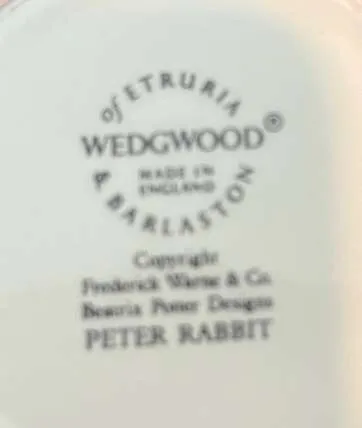 of ETRURIA
WEDGWOOD®
MADE IN
ENGLAND
& BARLASTON
Copyright
Frederick Warne & Co.
Beatrix Potter Designs
PETER RABBIT